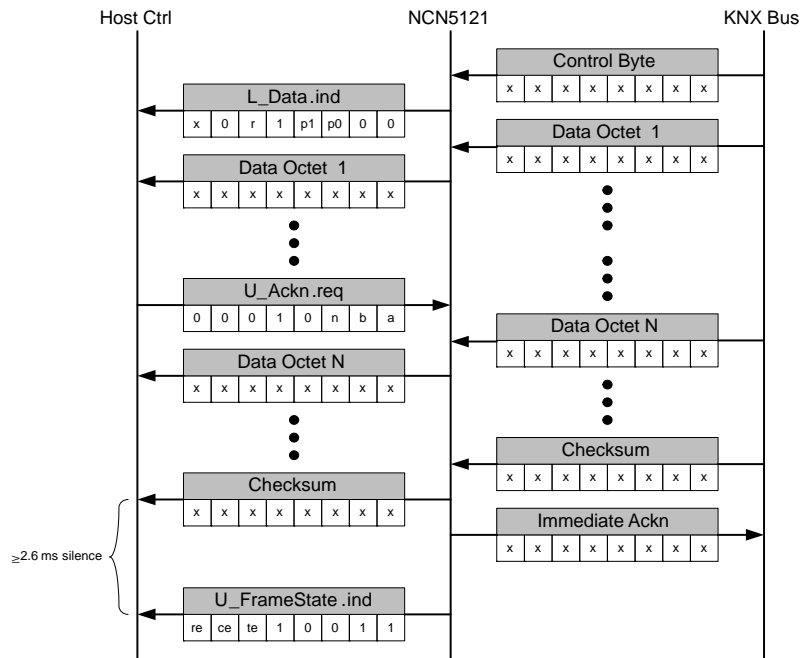 Host Ctrl NCN5121 KNX Bus
Control Byte
x x x x x x x x
L_Data.ind
x 0 r 1 p1 p0 0 0
Data Octet 1
x x x x x x x x
Data Octet 1
x x x x x x x x
U_Ackn.req
0 0 0 1 0 n b a
Data Octet N
x x x x x x x x
Data Octet N
x x x x x x x x
Checksum
x x x x x x x x
Checksum
x x x x x x x x
Immediate Ackn
x x x x x x x x
≥2.6 ms silence
U_FrameState .ind
re ce te 1 0 0 1 1